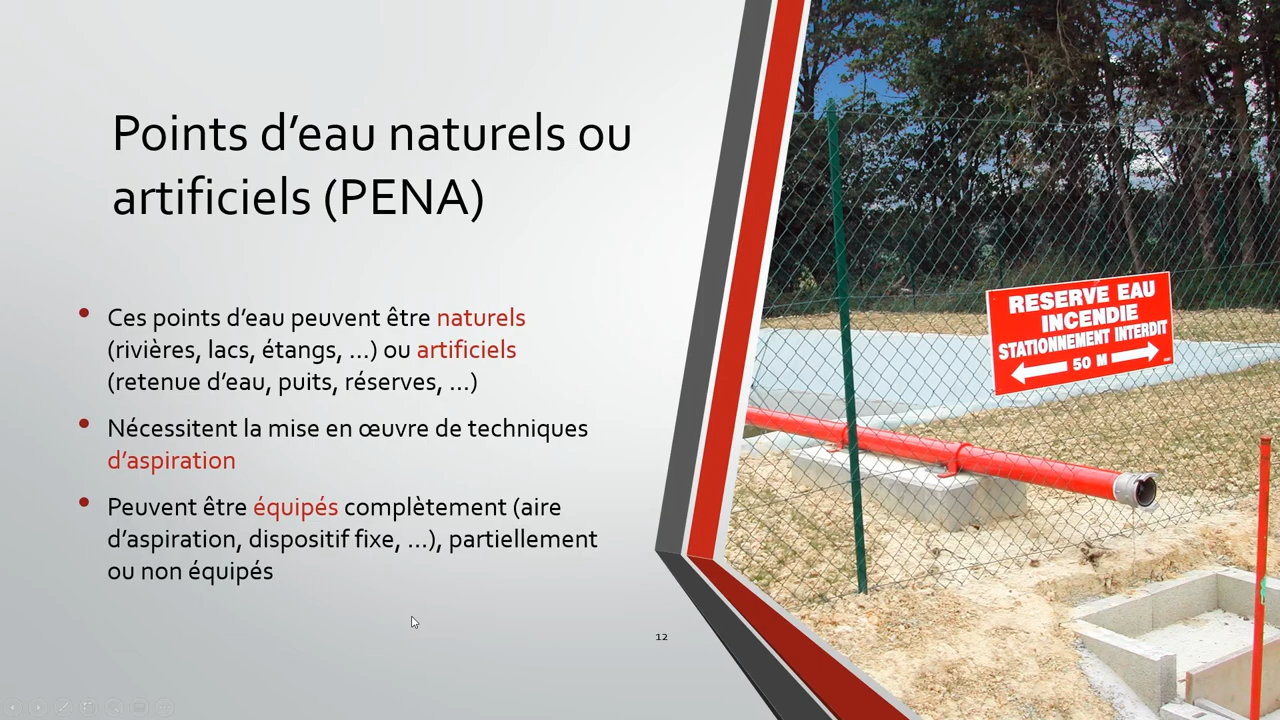 Points d’eau naturels ou
artificiels (PENA)
• Ces points d’eau peuvent être naturels
(rivières, lacs, étangs, …) ou artificiels
(retenue d’eau, puits, réserves, …)
• Nécessitent la mise en œuvre de techniques
d’aspiration
• Peuvent être équipés complètement (aire
d’aspiration, dispositif fixe, …), partiellement
ou non équipés
12
RESERVE EAU
INCENDIE
STATIONNEMENT INTERDIT
50 M